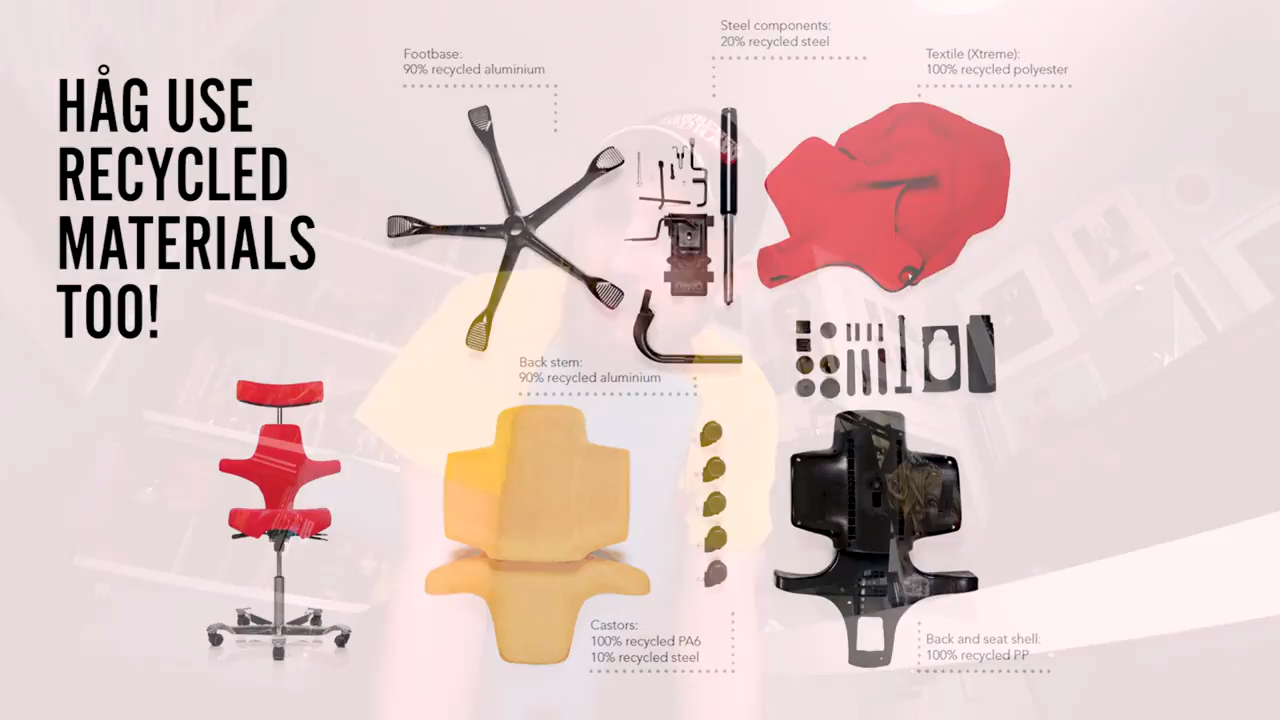 HÅG USE
RECYCLED
MATERIALS
TOO!
Footbase:
90% recycled aluminium
Steel components:
20% recycled steel
Textile (Xtreme):
100% recycled polyester
Back stem:
90% recycled aluminium
Castors:
100% recycled PA6
10% recycled steel
Back and seat shell:
100% recycled PP